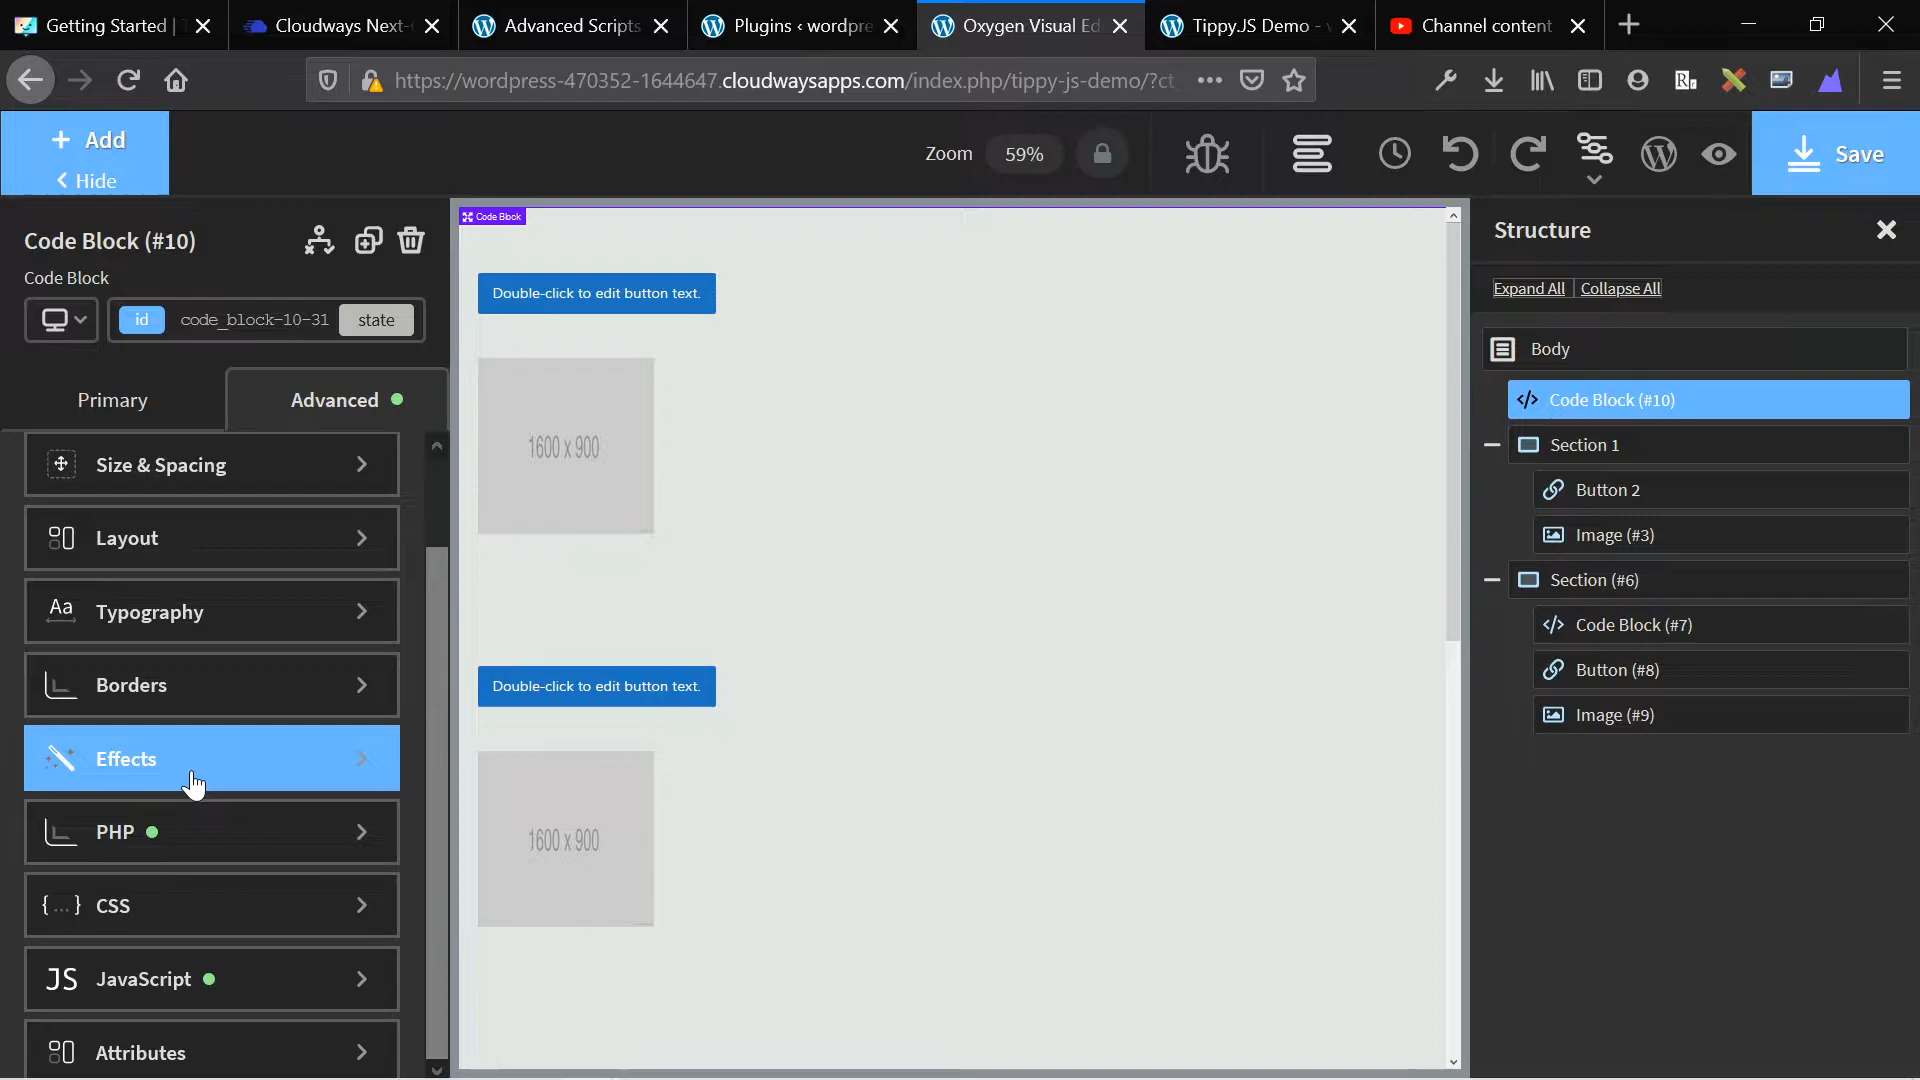 Getting Started |
Cloudways Next-
Advanced Scripts
Plugins ‹ wordpre
Oxygen Visual Ed
TippyJS Demo -
Channel content
https://wordpress-470352-1644647.cloudwaysapps.com/index.php/tippy-js-demo/?ct
+ Add
< Hide
Zoom
59%
Save
Code Block (#10)
Code Block
id
code_block-10-31
state
Primary
Advanced
Size & Spacing
Layout
Aa
Typography
Borders
Effects
PHP
{...}
CSS
JS
JavaScript
Attributes
Code Block
Double-click to edit button text.
1600 x 900
Double-click to edit button text.
1600 x 900
Structure
Expand All
Collapse All
Body
</>
Code Block (#10)
Section 1
Button 2
Image (#3)
Section (#6)
</>
Code Block (#7)
Button (#8)
Image (#9)